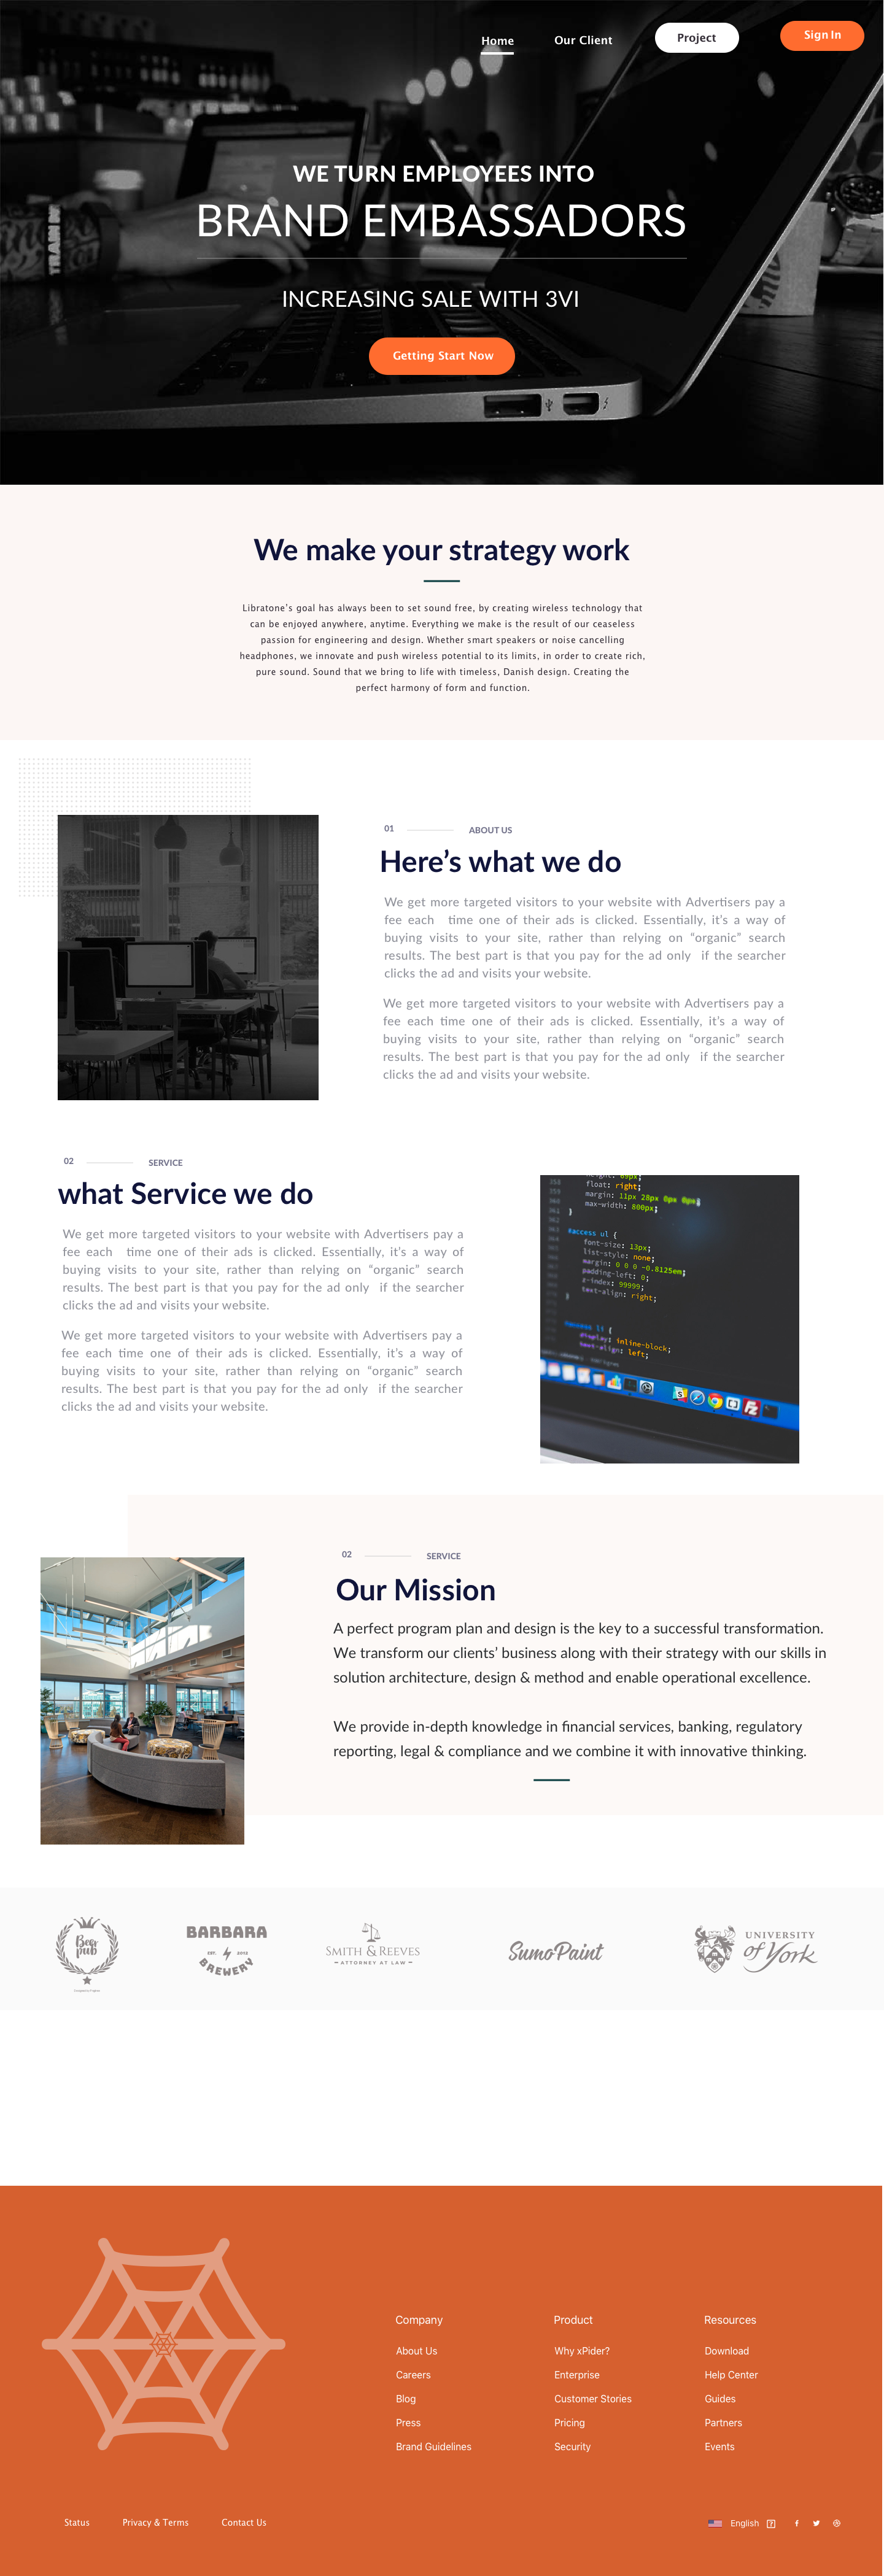 Home
Our Client
Project
Sign In
WE TURN EMPLOYEES INTO
BRAND EMBASSADORS
INCREASING SALE WITH 3VI
Getting Start Now
We make your strategy work
Libratone’s goal has always been to set sound free, by creating wireless technology that
can be enjoyed anywhere, anytime. Everything we make is the result of our ceaseless
passion for engineering and design. Whether smart speakers or noise cancelling
headphones, we innovate and push wireless potential to its limits, in order to create rich,
pure sound. Sound that we bring to life with timeless, Danish design. Creating the
perfect harmony of form and function.
01 ABOUT US
Here’s what we do
We get more targeted visitors to your website with Advertisers pay a
fee each time one of their ads is clicked. Essentially, it’s a way of
buying visits to your site, rather than relying on “organic” search
results. The best part is that you pay for the ad only if the searcher
clicks the ad and visits your website.
We get more targeted visitors to your website with Advertisers pay a
fee each time one of their ads is clicked. Essentially, it’s a way of
buying visits to your site, rather than relying on “organic” search
results. The best part is that you pay for the ad only if the searcher
clicks the ad and visits your website.
02 SERVICE
what Service we do
We get more targeted visitors to your website with Advertisers pay a
fee each time one of their ads is clicked. Essentially, it’s a way of
buying visits to your site, rather than relying on “organic” search
results. The best part is that you pay for the ad only if the searcher
clicks the ad and visits your website.
We get more targeted visitors to your website with Advertisers pay a
fee each time one of their ads is clicked. Essentially, it’s a way of
buying visits to your site, rather than relying on “organic” search
results. The best part is that you pay for the ad only if the searcher
clicks the ad and visits your website.
float: right;
margin: 11px 28px 0px 0px;
max-width: 800px;
}
#access ul {
font-size: 13px;
list-style: none;
margin: 0 0 0 -0.8125em;
padding-left: 0;
z-index: 99999;
text-align: right;
}
#access li {
display: inline-block;
text-align: left;
02 SERVICE
Our Mission
A perfect program plan and design is the key to a successful transformation.
We transform our clients’ business along with their strategy with our skills in
solution architecture, design & method and enable operational excellence.
We provide in-depth knowledge in financial services, banking, regulatory
reporting, legal & compliance and we combine it with innovative thinking.
Bear
pub
BARBARA
EST. 2012
BREWERY
SMITH & REEVES
ATTORNEY AT LAW
SumoPaint
UNIVERSITY
of York
Company
About Us
Careers
Blog
Press
Brand Guidelines
Product
Why xPider?
Enterprise
Customer Stories
Pricing
Security
Resources
Download
Help Center
Guides
Partners
Events
Status
Privacy & Terms
Contact Us
English